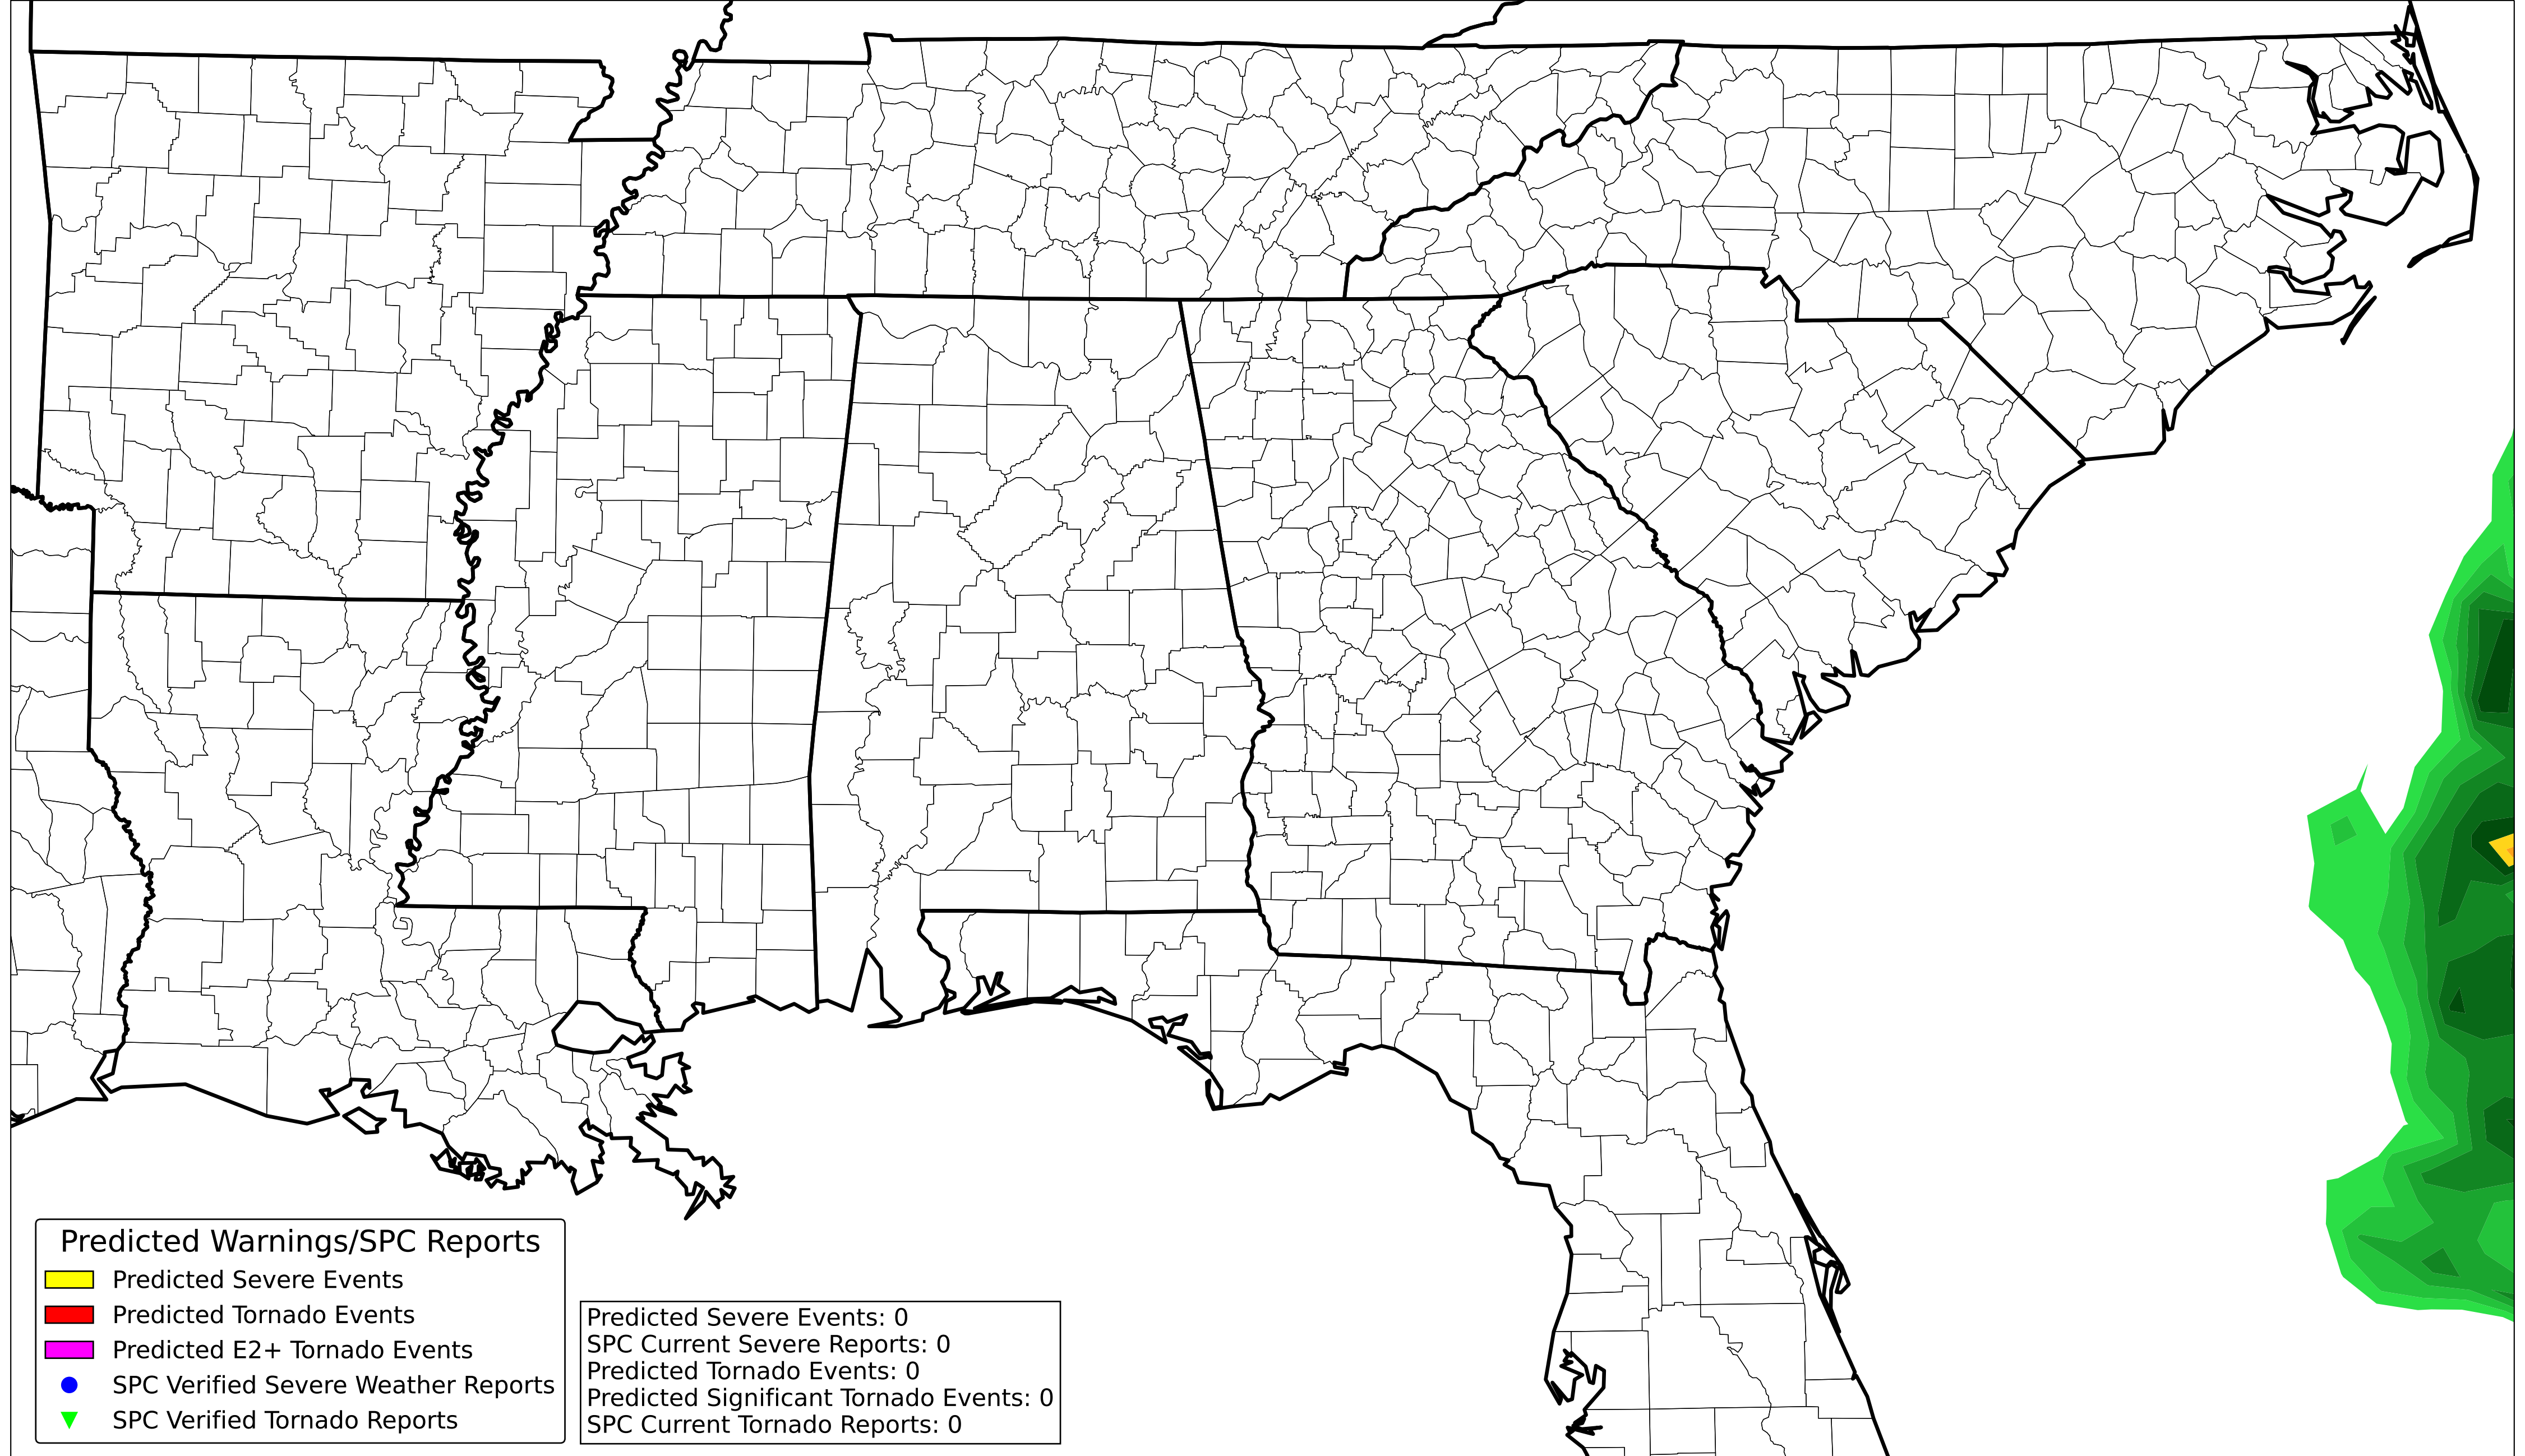 Predicted Warnings/SPC Reports
Predicted Severe Events
Predicted Tornado Events
Predicted E2+ Tornado Events
SPC Verified Severe Weather Reports
SPC Verified Tornado Reports
Predicted Severe Events: 0
SPC Current Severe Reports: 0
Predicted Tornado Events: 0
Predicted Significant Tornado Events: 0
SPC Current Tornado Reports: 0